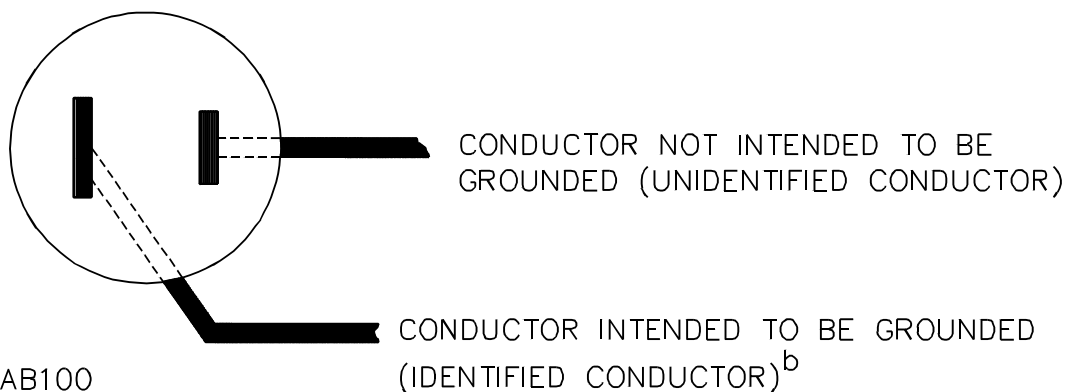 CONDUCTOR NOT INTENDED TO BE
GROUNDED (UNIDENTIFIED CONDUCTOR)
CONDUCTOR INTENDED TO BE GROUNDED
(IDENTIFIED CONDUCTOR)b
AB100